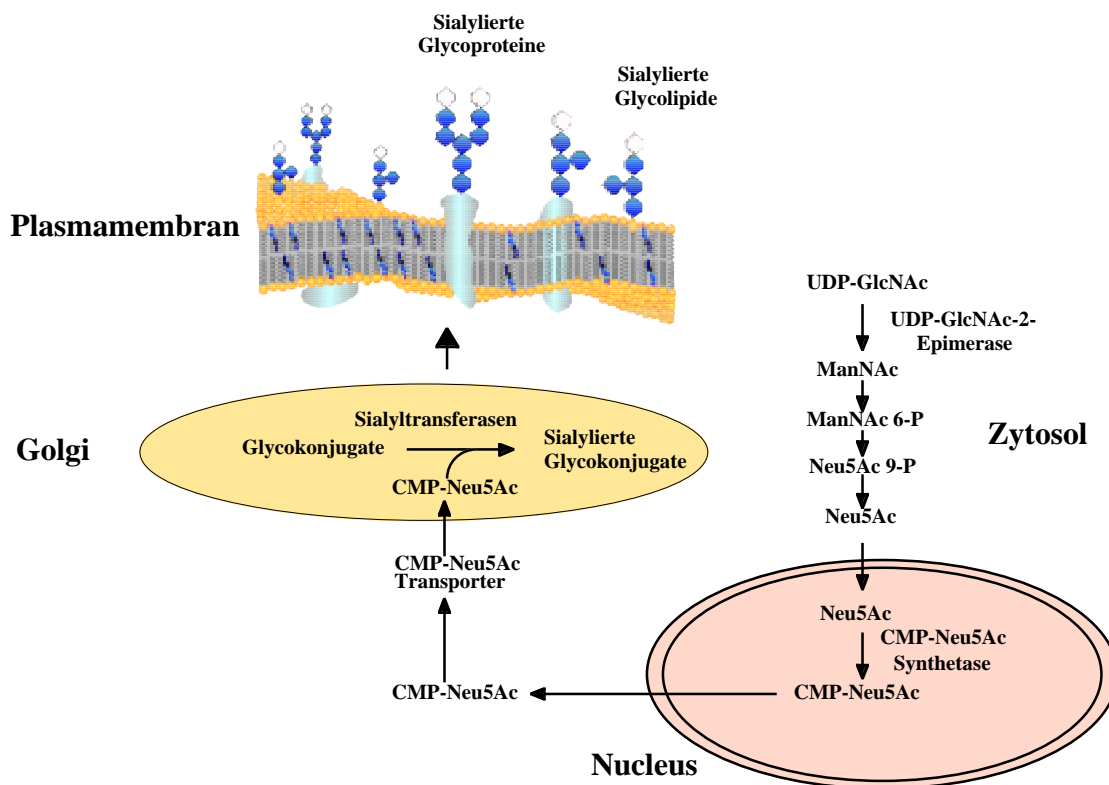 Sialylierte
Glycoproteine
Sialylierte
Glycolipide
Plasmamembran
UDP-GlcNAc
UDP-GlcNAc-2-
Epimerase
ManNAc
ManNAc 6-P
Neu5Ac 9-P
Neu5Ac
Zytosol
Golgi
Sialyltransferasen
Glycokonjugate
Sialylierte
Glycokonjugate
CMP-Neu5Ac
CMP-Neu5Ac
Transporter
CMP-Neu5Ac
Neu5Ac
CMP-Neu5Ac
Synthetase
CMP-Neu5Ac
Nucleus